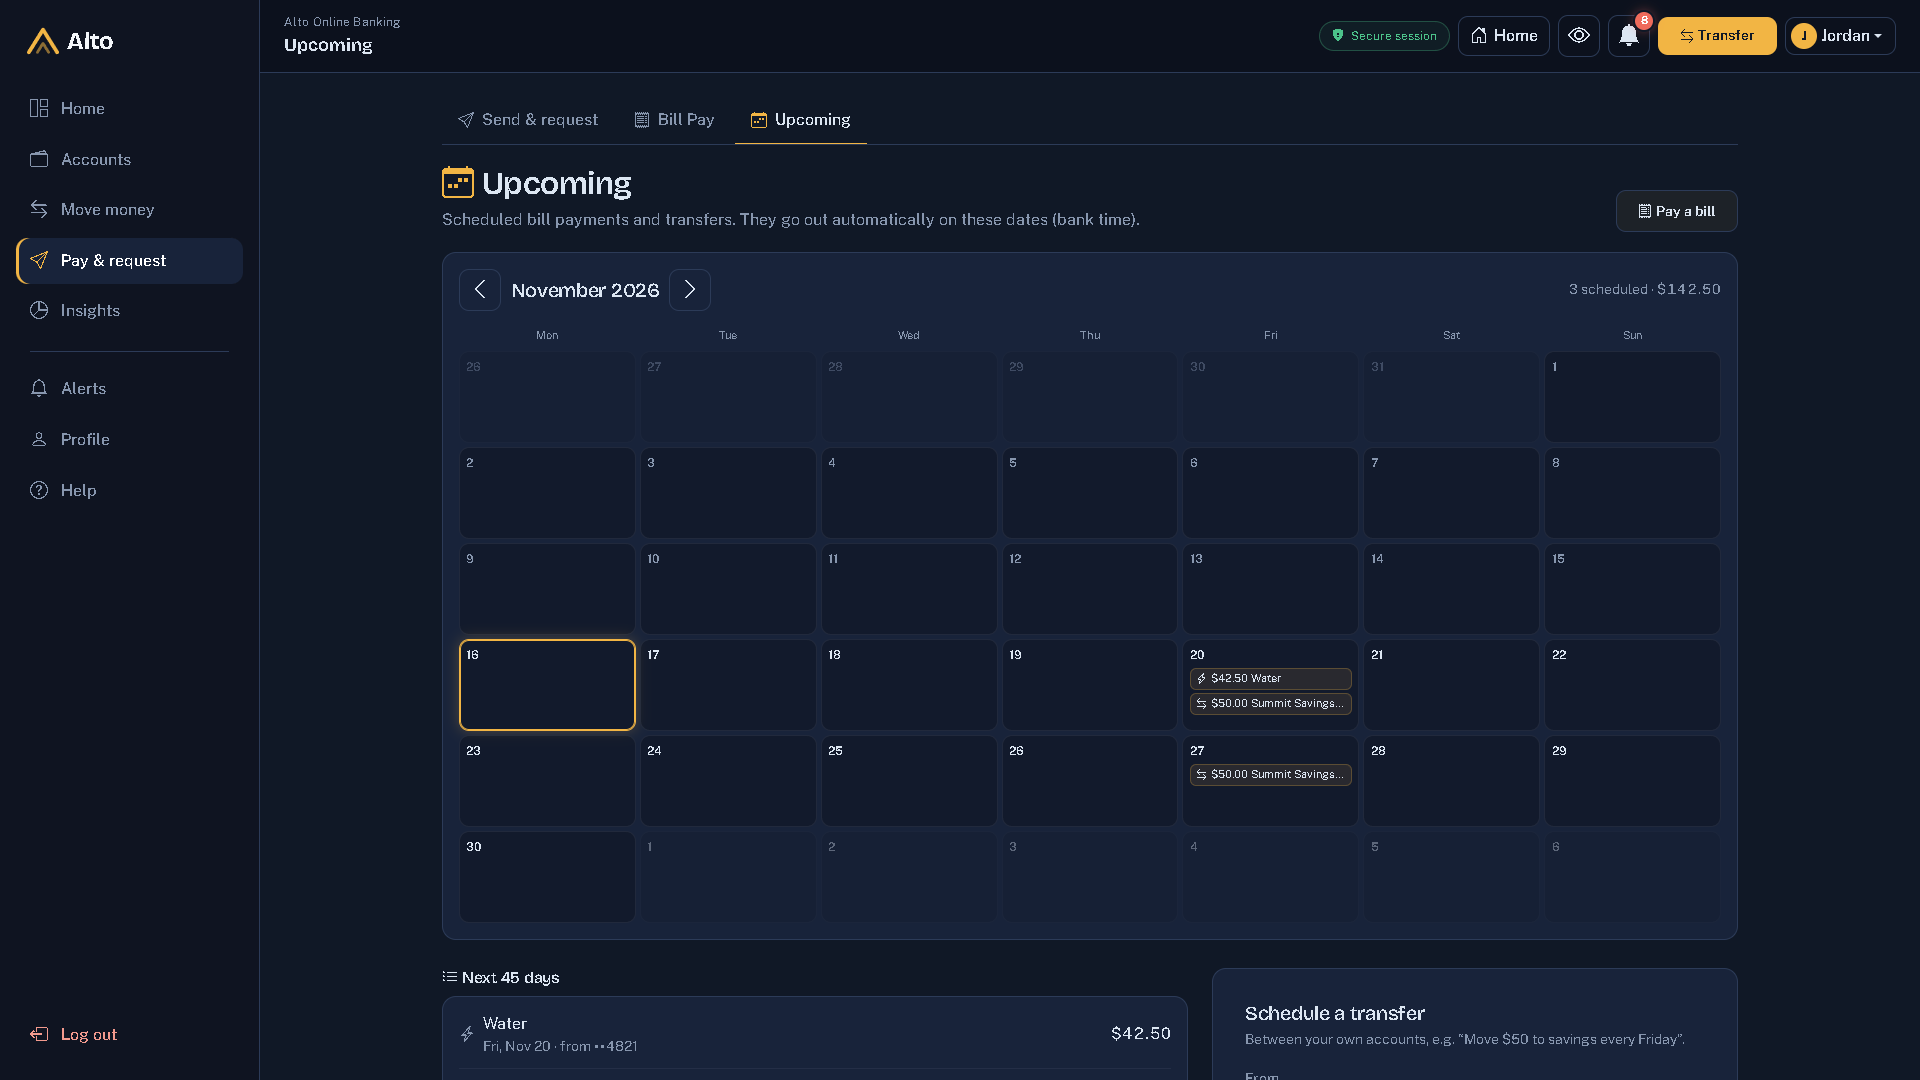 Alto
Home
Accounts
Move money
Pay & request
Insights
Alerts
Profile
Help
Log out
Alto Online Banking
Upcoming
Secure session
Home
8
Transfer
J
Jordan
Send & request
Bill Pay
Upcoming
Upcoming
Scheduled bill payments and transfers. They go out automatically on these dates (bank time).
Pay a bill
November 2026
3 scheduled · $142.50
Mon Tue Wed Thu Fri Sat Sun
26 27 28 29 30 31 1
2 3 4 5 6 7 8
9 10 11 12 13 14 15
16 17 18 19 20 21 22
$42.50 Water
$50.00 Summit Savings...
23 24 25 26 27 28 29
$50.00 Summit Savings...
30 1 2 3 4 5 6
Next 45 days
Water
Fri, Nov 20 · from ••4821
$42.50
Schedule a transfer
Between your own accounts, e.g. “Move $50 to savings every Friday”.
From